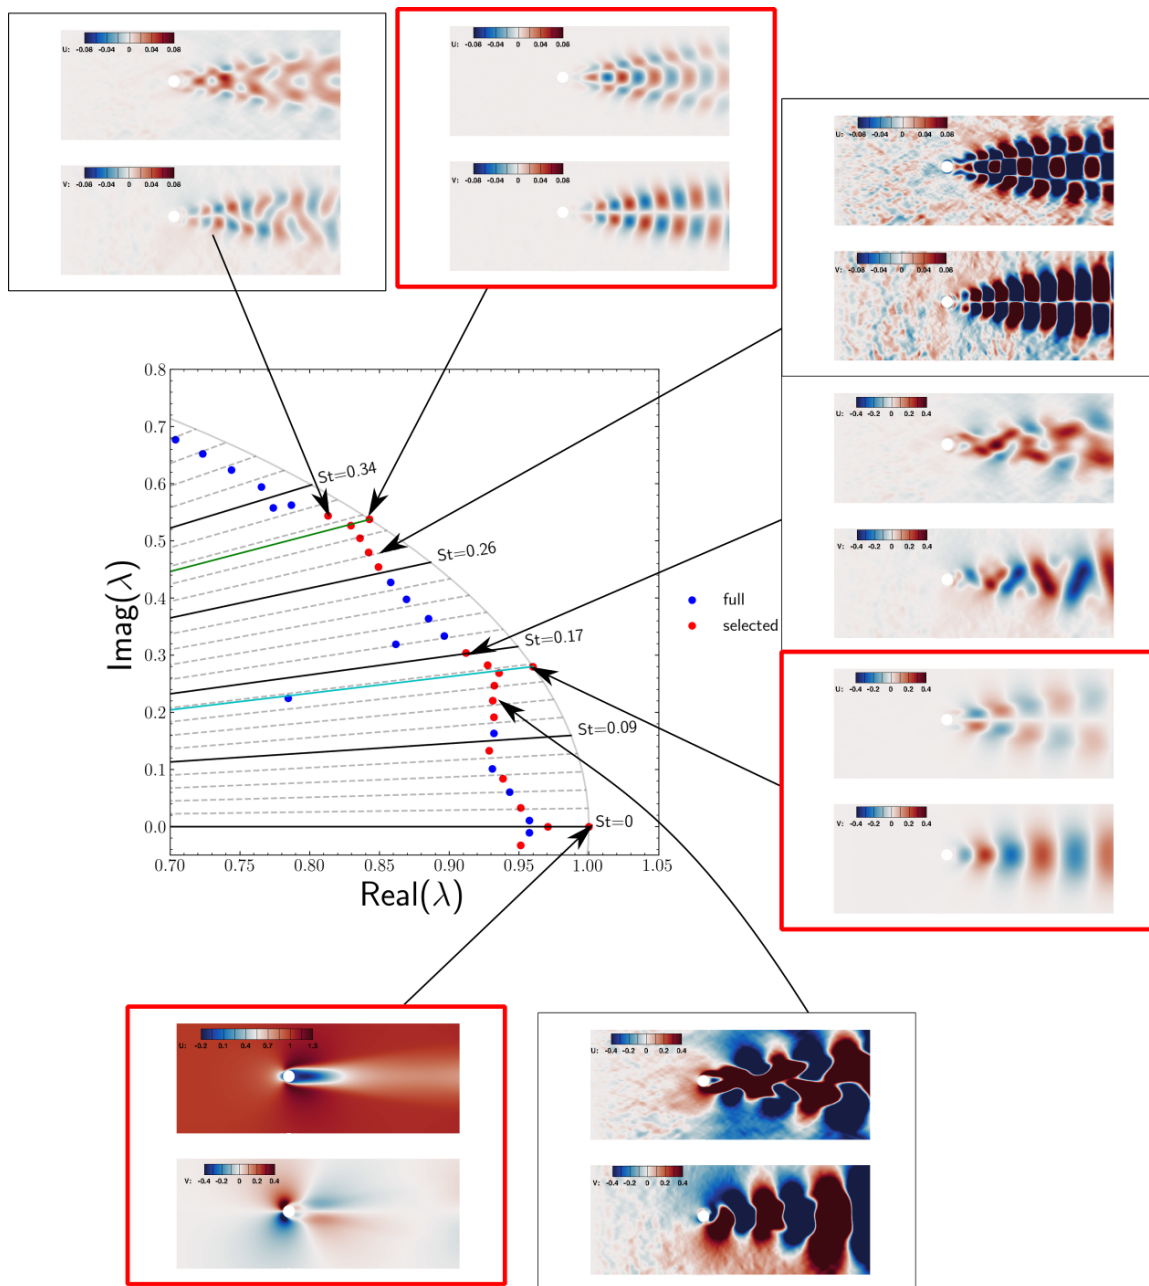 U: -0.08 -0.04 0 0.04 0.08
V: -0.08 -0.04 0 0.04 0.08
U: -0.08 -0.04 0 0.04 0.08
V: -0.08 -0.04 0 0.04 0.08
U: -0.08 -0.04 0 0.04 0.08
V: -0.08 -0.04 0 0.04 0.08
U: -0.4 -0.2 0 0.2 0.4
V: -0.4 -0.2 0 0.2 0.4
U: -0.4 -0.2 0 0.2 0.4
V: -0.4 -0.2 0 0.2 0.4
0.8
0.7
0.6
0.5
0.4
0.3
0.2
0.1
0.0
Imag(λ)
St=0.34
St=0.26
St=0.17
St=0.09
St=0
full
selected
0.70 0.75 0.80 0.85 0.90 0.95 1.00 1.05
Real(λ)
U: -0.2 0.1 0.4 0.7 1 1.3
V: -0.4 -0.2 0 0.2 0.4
U: -0.4 -0.2 0 0.2 0.4
V: -0.4 -0.2 0 0.2 0.4